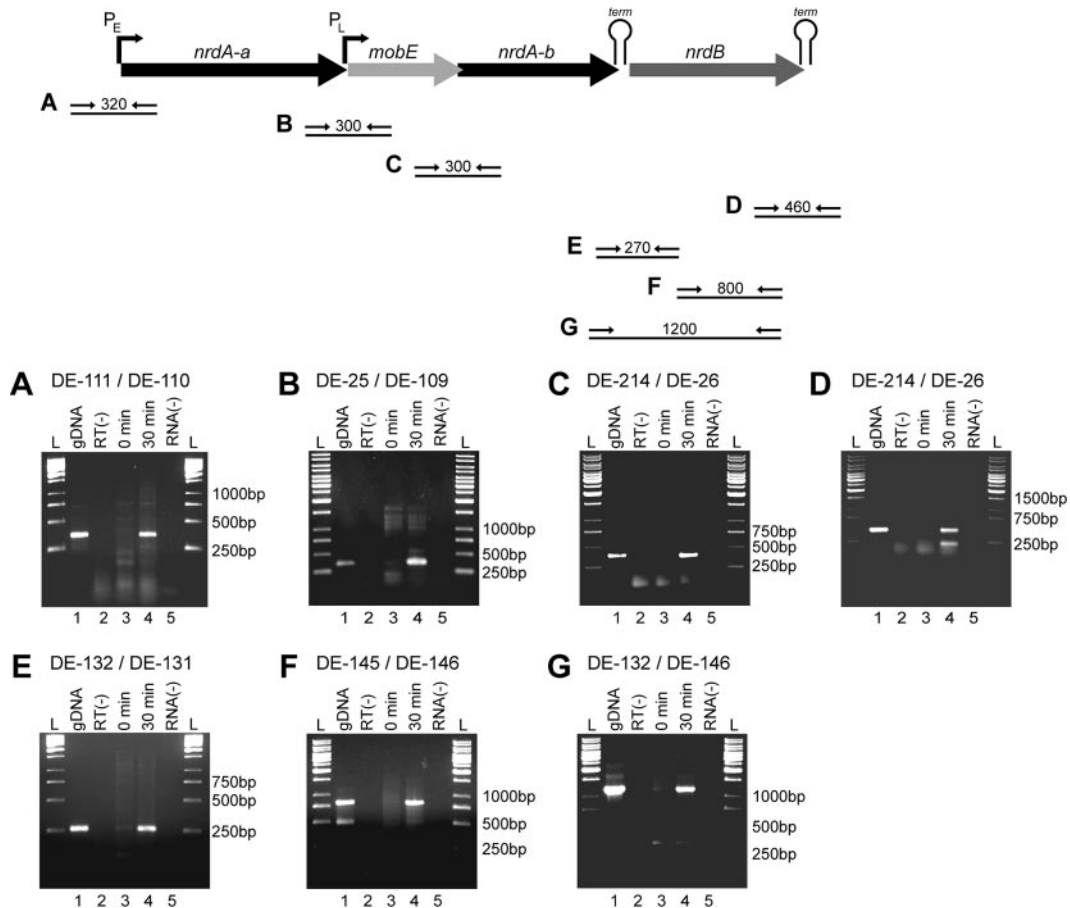 P_E P_L term term
nrdA-a mobE nrdA-b nrdB
A 320
B 300
C 300
D 460
E 270
F 800
G 1200
A DE-111 / DE-110
L gDNA RT(-) 0 min 30 min RNA(-) L
1000bp
500bp
250bp
1 2 3 4 5
B DE-25 / DE-109
L gDNA RT(-) 0 min 30 min RNA(-) L
1000bp
500bp
250bp
1 2 3 4 5
C DE-214 / DE-26
L gDNA RT(-) 0 min 30 min RNA(-) L
750bp
500bp
250bp
1 2 3 4 5
D DE-214 / DE-26
L gDNA RT(-) 0 min 30 min RNA(-) L
1500bp
750bp
250bp
1 2 3 4 5
E DE-132 / DE-131
L gDNA RT(-) 0 min 30 min RNA(-) L
750bp
500bp
250bp
1 2 3 4 5
F DE-145 / DE-146
L gDNA RT(-) 0 min 30 min RNA(-) L
1000bp
500bp
250bp
1 2 3 4 5
G DE-132 / DE-146
L gDNA RT(-) 0 min 30 min RNA(-) L
1000bp
500bp
250bp
1 2 3 4 5